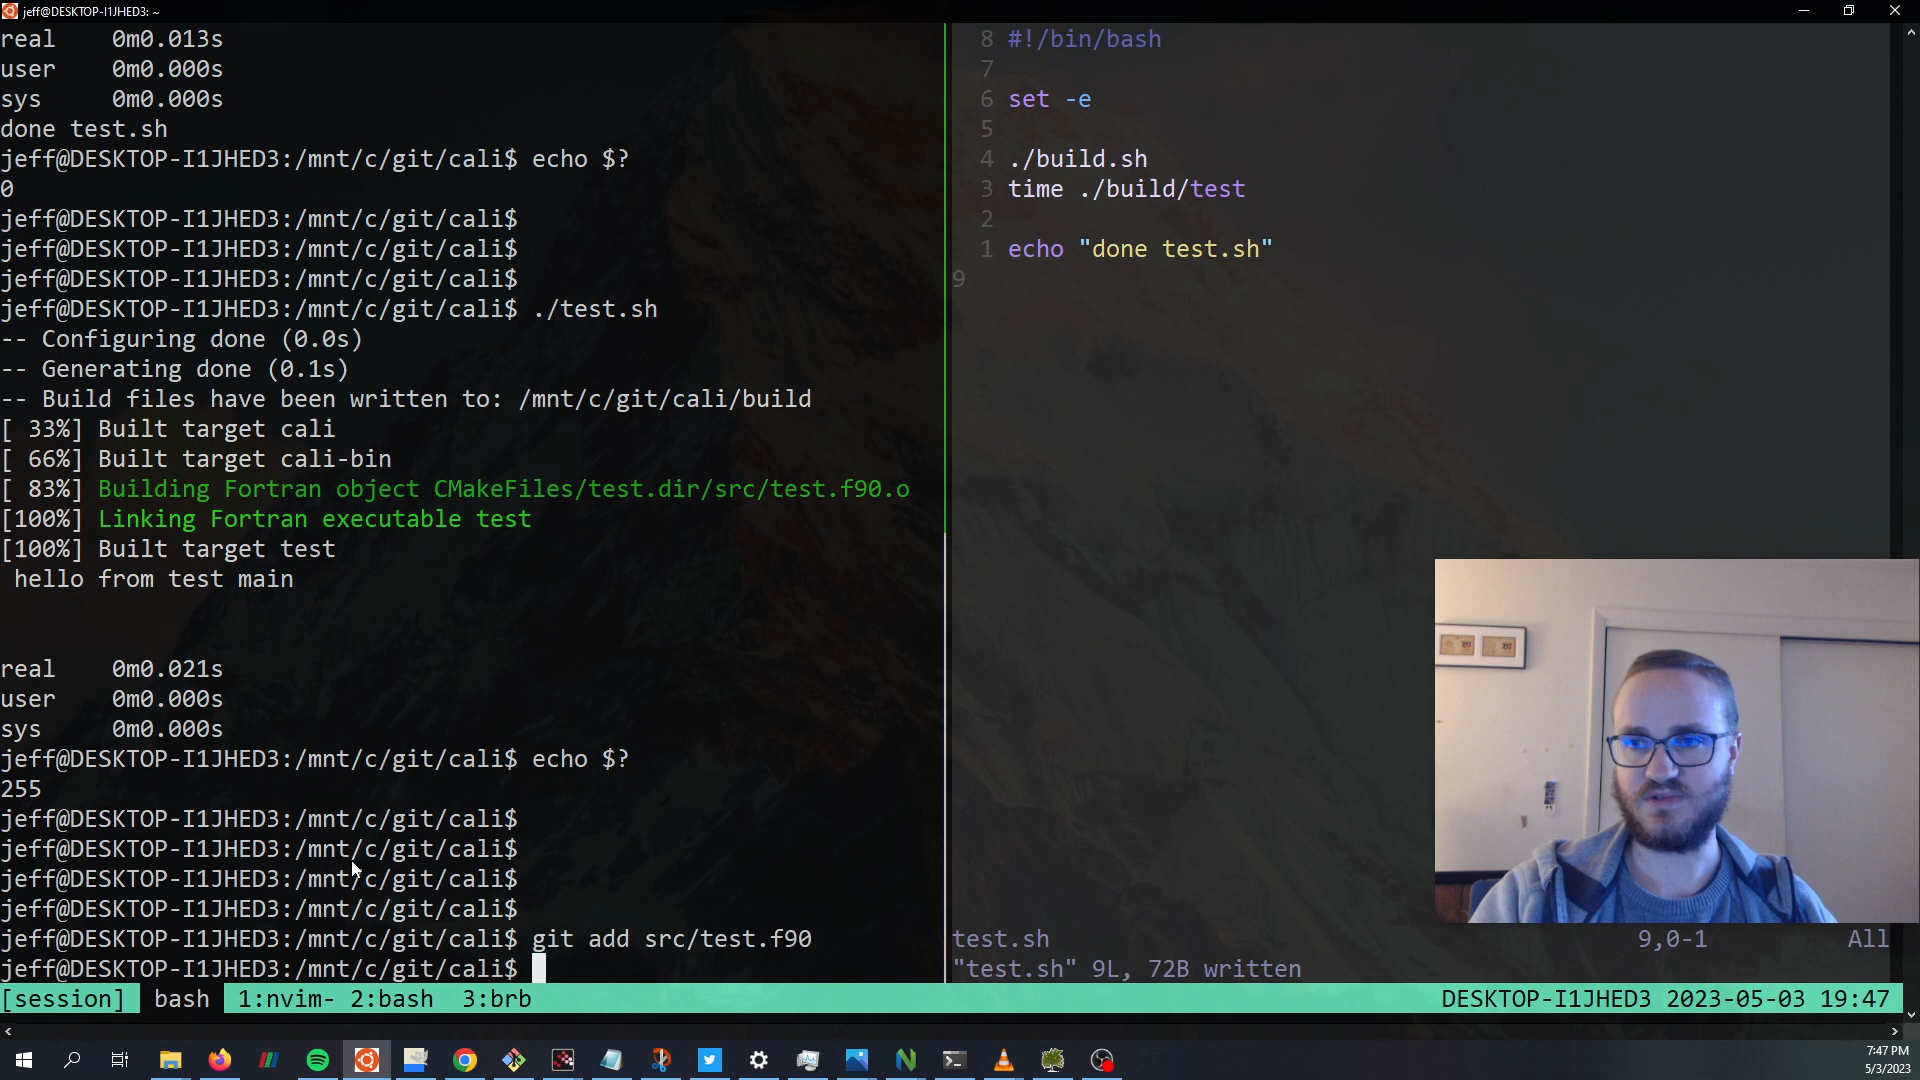 jeff@DESKTOP-I1JHED3: ~
real 0m0.013s
user 0m0.000s
sys 0m0.000s
done test.sh
jeff@DESKTOP-I1JHED3:/mnt/c/git/cali$ echo $?
0
jeff@DESKTOP-I1JHED3:/mnt/c/git/cali$
jeff@DESKTOP-I1JHED3:/mnt/c/git/cali$
jeff@DESKTOP-I1JHED3:/mnt/c/git/cali$
jeff@DESKTOP-I1JHED3:/mnt/c/git/cali$ ./test.sh
-- Configuring done (0.0s)
-- Generating done (0.1s)
-- Build files have been written to: /mnt/c/git/cali/build
[ 33%] Built target cali
[ 66%] Built target cali-bin
[ 83%] Building Fortran object CMakeFiles/test.dir/src/test.f90.o
[100%] Linking Fortran executable test
[100%] Built target test
hello from test main
real 0m0.021s
user 0m0.000s
sys 0m0.000s
jeff@DESKTOP-I1JHED3:/mnt/c/git/cali$ echo $?
255
jeff@DESKTOP-I1JHED3:/mnt/c/git/cali$
jeff@DESKTOP-I1JHED3:/mnt/c/git/cali$
jeff@DESKTOP-I1JHED3:/mnt/c/git/cali$
jeff@DESKTOP-I1JHED3:/mnt/c/git/cali$
jeff@DESKTOP-I1JHED3:/mnt/c/git/cali$ git add src/test.f90
jeff@DESKTOP-I1JHED3:/mnt/c/git/cali$
8 #!/bin/bash
7
6 set -e
5
4 ./build.sh
3 time ./build/test
2
1 echo "done test.sh"
9
test.sh 9,0-1 All
"test.sh" 9L, 72B written
[session] bash 1:nvim- 2:bash 3:brb DESKTOP-I1JHED3 2023-05-03 19:47
7:47 PM
5/3/2023